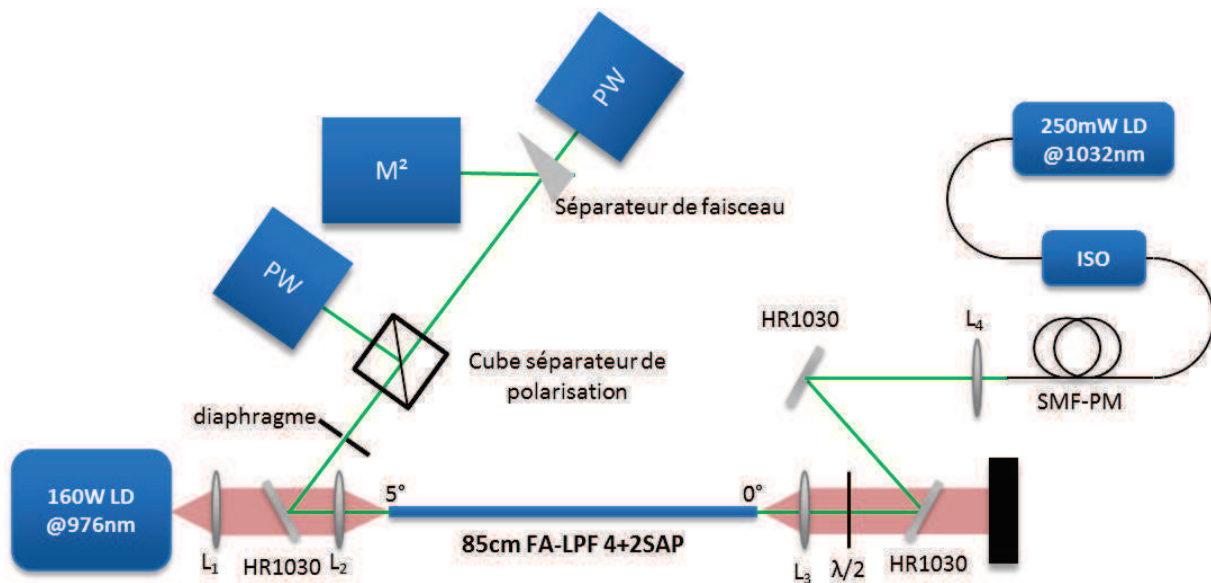 PW
250mW LD
@1032nm
M²
Séparateur de faisceau
PW
ISO
HR1030
L4
Cube séparateur de
polarisation
SMF-PM
diaphragme
160W LD
@976nm
5°
0°
85cm FA-LPF 4+2SAP
L1
HR1030
L2
L3
λ/2
HR1030